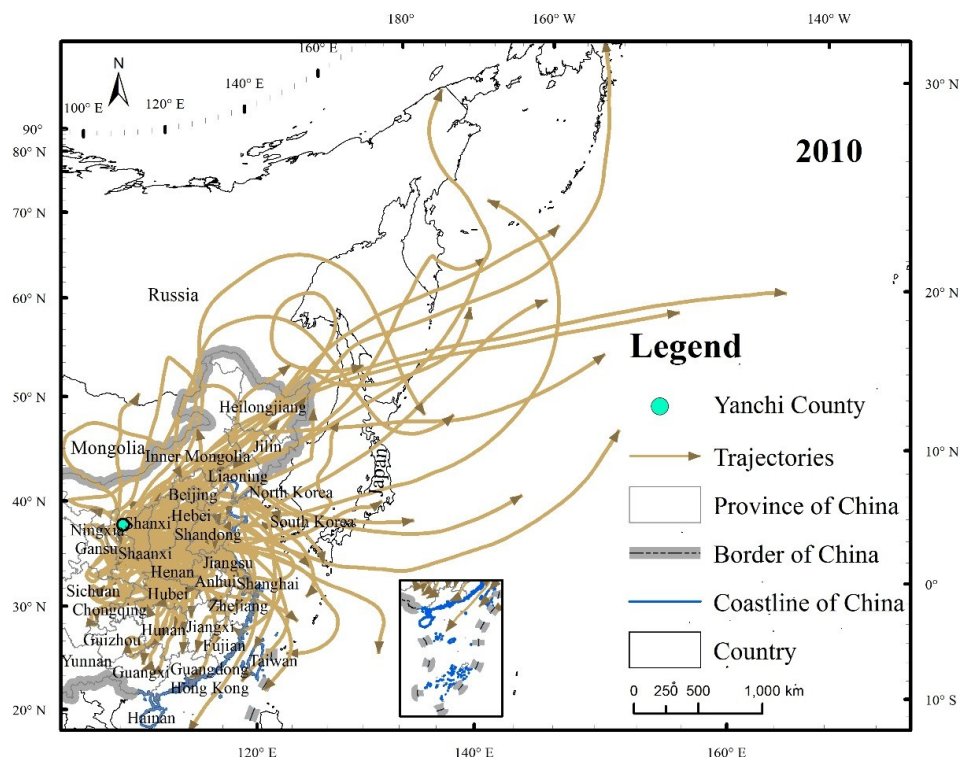 180° 160° W 140° W
160° E
N
140° E
120° E
100° E
30° N
90°
80° N
2010
70° N
Russia
60° N
20° N
Legend
50° N
Yanchi County
Heilongjiang
Mongolia
Jilin
Inner Mongolia
10° N
Trajectories
Liaoning
Japan
Beijing
North Korea
40° N
Province of China
Hebei
Shanxi
South Korea
Ningxia
Shandong
Gansu
Shaanxi
Border of China
Jiangsu
Henan
Anhui
Shanghai
0°
Sichuan
Hubei
Coastline of China
30° N
Chongqing
Zhejiang
Hunan
Jiangxi
Guizhou
Fujian
Country
Yunnan
Taiwan
Guangxi
Guangdong
Hong Kong
0 250 500 1,000 km
10° S
20° N
Hainan
120° E 140° E 160° E